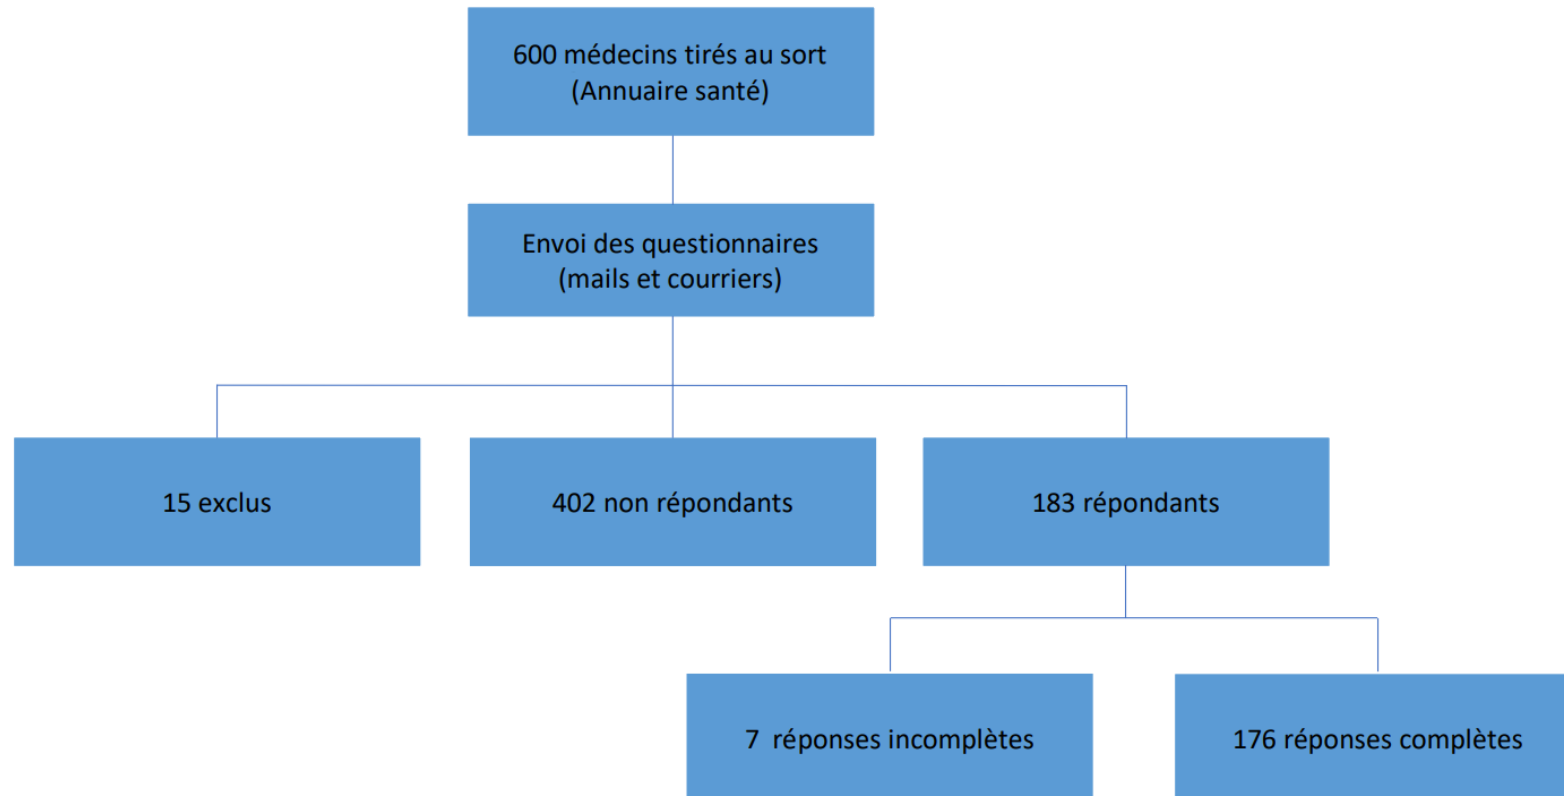 600 médecins tirés au sort
(Annuaire santé)
Envoi des questionnaires
(mails et courriers)
15 exclus
402 non répondants
183 répondants
7 réponses incomplètes
176 réponses complètes